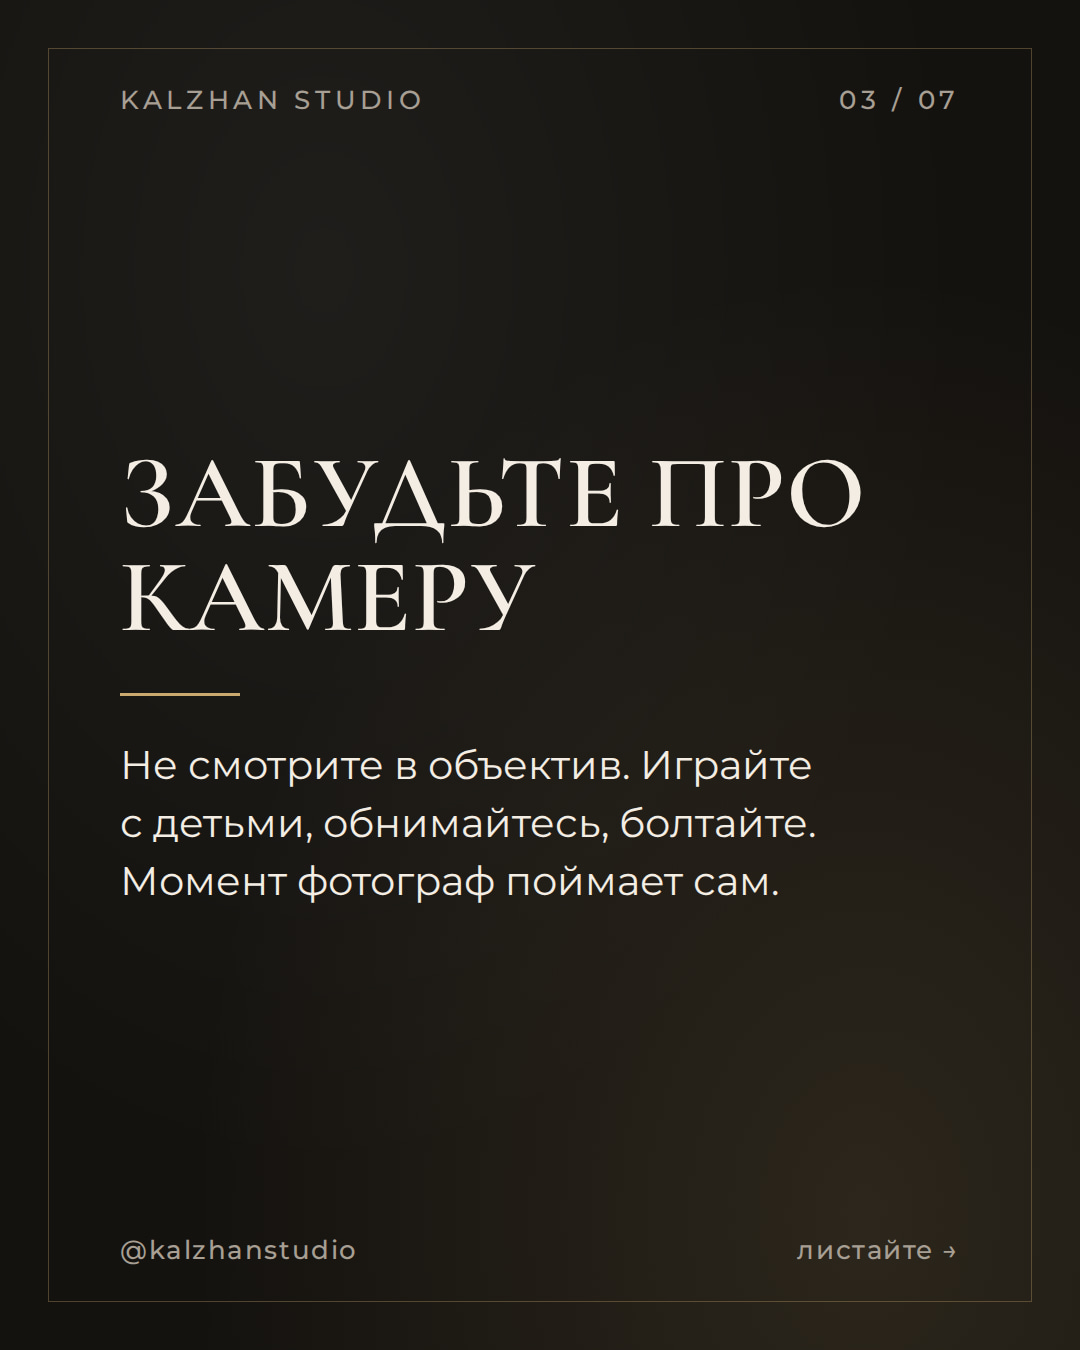 KALZHAN STUDIO
03 / 07
ЗАБУДЬТЕ ПРО
КАМЕРУ
Не смотрите в объектив. Играйте
с детьми, обнимайтесь, болтайте.
Момент фотограф поймает сам.
@kalzhanstudio
листайте →